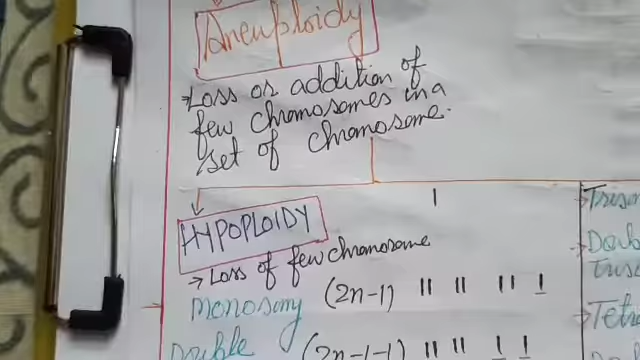 Aneuploidy
→Loss or addition of
few chromosomes in a
set of chromosome.
HYPOPLOIDY
→ Loss of few chromosome
Monosomy (2n-1)
Double (2n-1-1)